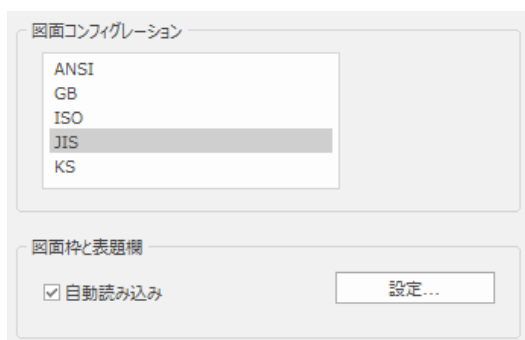 図面コンフィグレーション
ANSI
GB
ISO
JIS
KS
図面枠と表題欄
自動読み込み
設定...